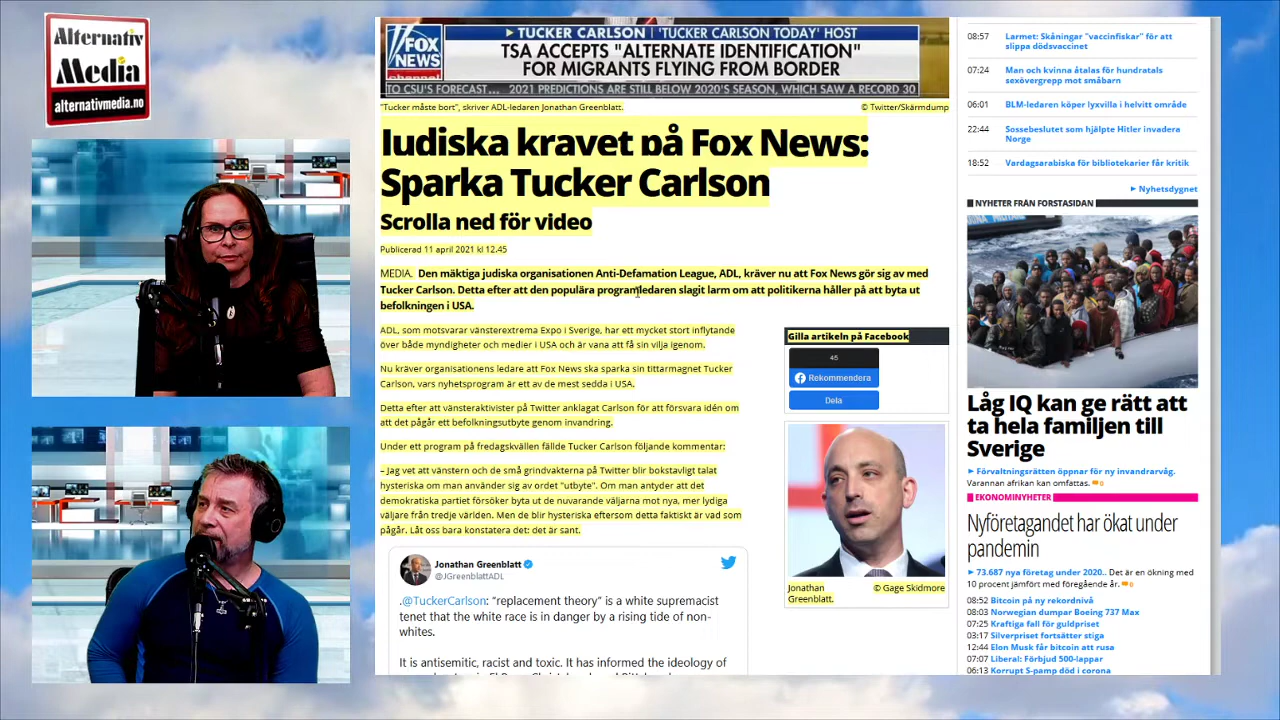 Alternativ
Media
alternativmedia.no
FOX
NEWS
channel
TUCKER CARLSON | 'TUCKER CARLSON TODAY' HOST
TSA ACCEPTS "ALTERNATE IDENTIFICATION"
FOR MIGRANTS FLYING FROM BORDER
TO CSU'S FORECAST... 2021 PREDICTIONS ARE STILL BELOW 2020'S SEASON, WHICH SAW A RECORD 30
"Tucker måste bort", skriver ADL-ledaren Jonathan Greenblatt.
© Twitter/Skärmdump
Judiska kravet på Fox News:
Sparka Tucker Carlson
Scrolla ned för video
Publicerad 11 april 2021 kl 12.45
MEDIA. Den mäktiga judiska organisationen Anti-Defamation League, ADL, kräver nu att Fox News gör sig av med
Tucker Carlson. Detta efter att den populära programledaren slagit larm om att politikerna håller på att byta ut
befolkningen i USA.
ADL, som motsvarar vänsterextrema Expo i Sverige, har ett mycket stort inflytande
över både myndigheter och medier i USA och är vana att få sin vilja igenom.
Nu kräver organisationens ledare att Fox News ska sparka sin tittarmagnet Tucker
Carlson, vars nyhetsprogram är ett av de mest sedda i USA.
Detta efter att vänsteraktivister på Twitter anklagat Carlson för att försvara idén om
att det pågår ett befolkningsutbyte genom invandring.
Under ett program på fredagskvällen fällde Tucker Carlson följande kommentar:
– Jag vet att vänstern och de små grindvakterna på Twitter blir bokstavligt talat
hysteriska om man använder sig av ordet "utbyte". Om man antyder att det
demokratiska partiet försöker byta ut de nuvarande väljarna mot nya, mer lydiga
väljare från tredje världen. Men de blir hysteriska eftersom detta faktiskt är vad som
pågår. Låt oss bara konstatera det: det är sant.
Jonathan Greenblatt
@JGreenblattADL
.@TuckerCarlson: “replacement theory” is a white supremacist
tenet that the white race is in danger by a rising tide of non-
whites.
It is antisemitic, racist and toxic. It has informed the ideology of
Gilla artikeln på Facebook
45
Rekommendera
Dela
Jonathan
Greenblatt.
© Gage Skidmore
08:57 Larmet: Skåningar "vaccinfiskar" för att
slippa dödsvaccinet
07:24 Man och kvinna åtalas för hundratals
sexövergrepp mot småbarn
06:01 BLM-ledaren köper lyxvilla i helvitt område
22:44 Sossebeslutet som hjälpte Hitler invadera
Norge
18:52 Vardagsarabiska för bibliotekarier får kritik
Nyhetsdygnet
NYHETER FRÅN FÖRSTASIDAN
Låg IQ kan ge rätt att
ta hela familjen till
Sverige
Förvaltningsrätten öppnar för ny invandrarväg.
Varannan afrikan kan omfattas. 0
EKONOMINYHETER
Nyföretagandet har ökat under
pandemin
73.687 nya företag under 2020.. Det är en ökning med
10 procent jämfört med föregående år. 0
08:52 Bitcoin på ny rekordnivå
08:03 Norwegian dumpar Boeing 737 Max
07:25 Kraftiga fall för guldpriset
03:17 Silverpriset fortsätter stiga
12:44 Elon Musk får bitcoin att rusa
07:07 Liberal: Förbjud 500-lappar
06:13 Korrupt S-pamp död i corona